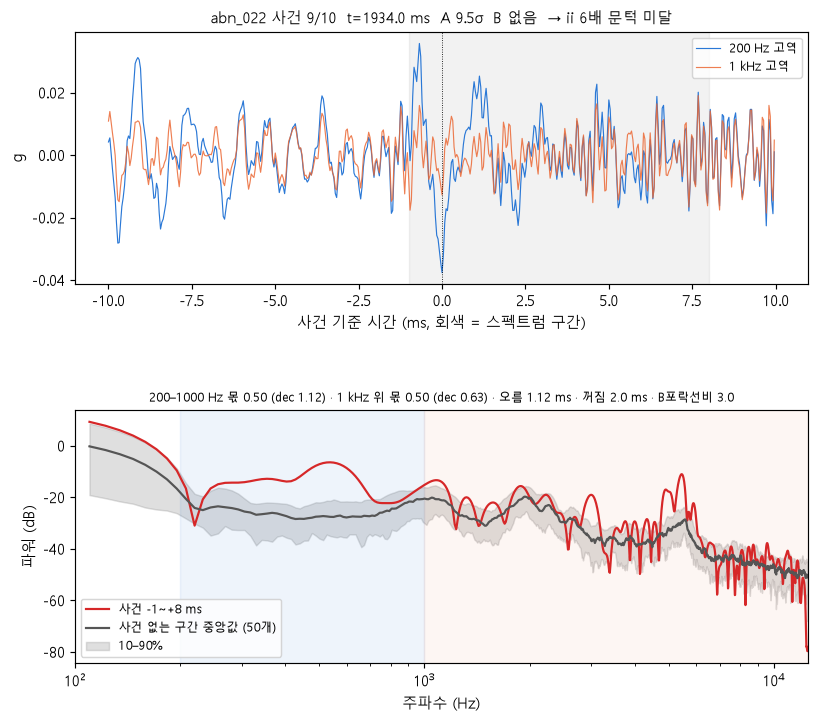 abn_022 사건 9/10 t=1934.0 ms A 9.5σ B 없음 → ii 6배 문턱 미달
200 Hz 고역
1 kHz 고역
0.02
0.00
-0.02
-0.04
g
-10.0 -7.5 -5.0 -2.5 0.0 2.5 5.0 7.5 10.0
사건 기준 시간 (ms, 회색 = 스펙트럼 구간)
200–1000 Hz 몫 0.50 (dec 1.12) · 1 kHz 위 몫 0.50 (dec 0.63) · 오름 1.12 ms · 꺼짐 2.0 ms · B포락선비 3.0
0
-20
-40
-60
-80
파워 (dB)
사건 -1~+8 ms
사건 없는 구간 중앙값 (50개)
10–90%
10² 10³ 10⁴
주파수 (Hz)